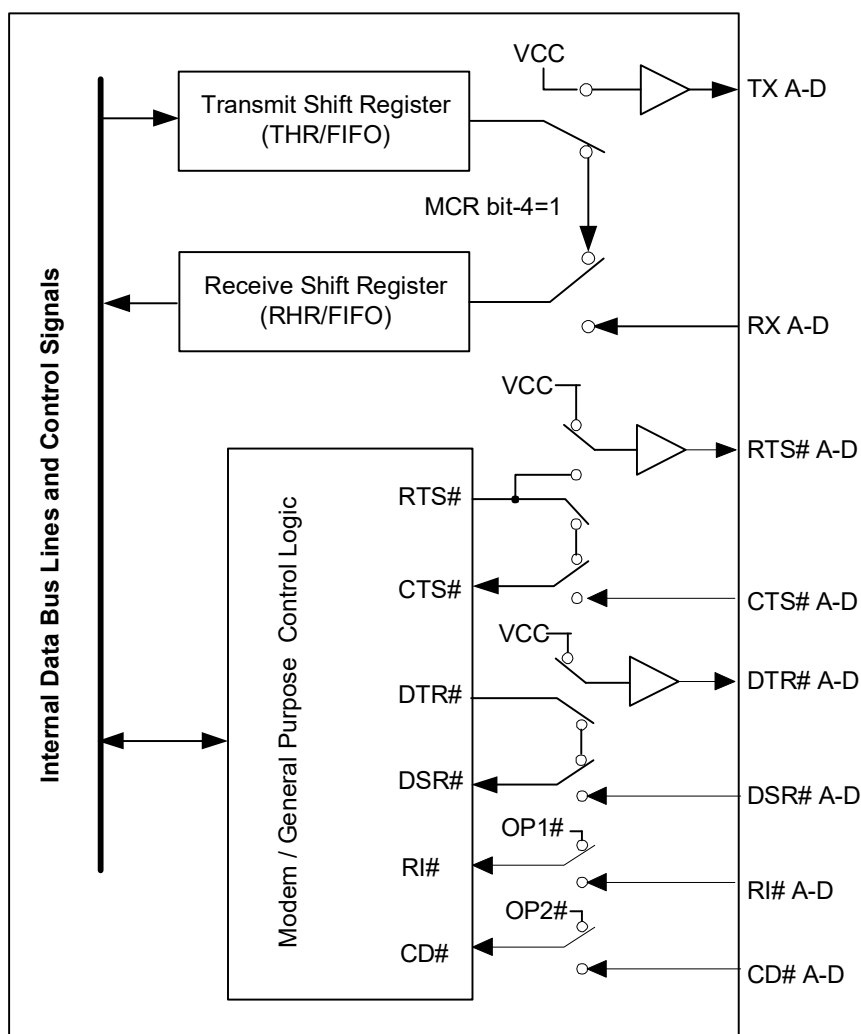 VCC
TX A-D
Transmit Shift Register
(THR/FIFO)
MCR bit-4=1
Receive Shift Register
(RHR/FIFO)
RX A-D
VCC
RTS# A-D
RTS#
CTS#
CTS# A-D
VCC
DTR# A-D
DTR#
DSR#
DSR# A-D
OP1#
RI#
RI# A-D
OP2#
CD#
CD# A-D
Internal Data Bus Lines and Control Signals
Modem / General Purpose Control Logic